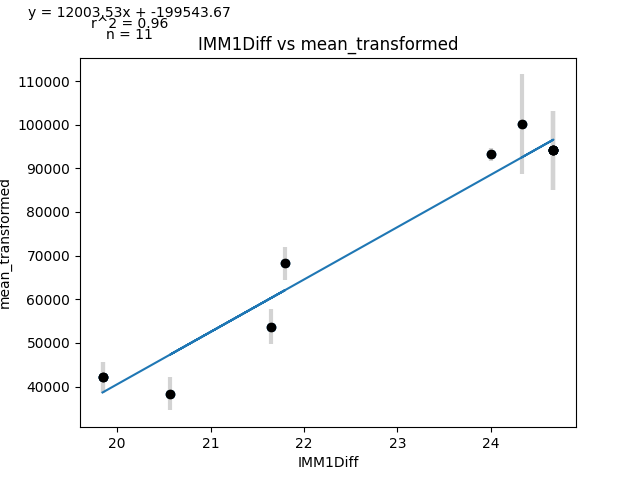 y = 12003.53x + -199543.67
r^2 = 0.96
n = 11
IMM1Diff vs mean_transformed
110000
100000
90000
80000
70000
60000
50000
40000
mean_transformed
20 21 22 23 24
IMM1Diff